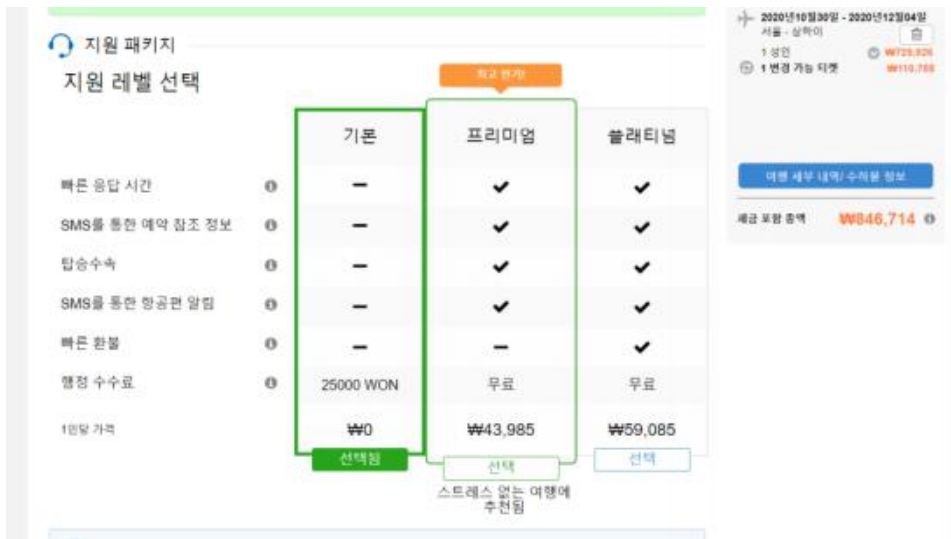 지원 패키지
지원 레벨 선택
최고 인기!
기본 프리미엄 플래티넘
빠른 응답 시간
SMS를 통한 예약 참조 정보
탑승수속
SMS를 통한 항공편 알림
빠른 환불
행정 수수료 25000 WON 무료 무료
1인당 가격 ₩0 ₩43,985 ₩59,085
선택됨 선택 선택
스트레스 없는 여행에
추천됨
2020년10월30일 - 2020년12월04일
서울 - 상하이
1 성인
1 변경 가능 티켓
여행 세부 내역/ 수하물 정보
세금 포함 총액 ₩846,714